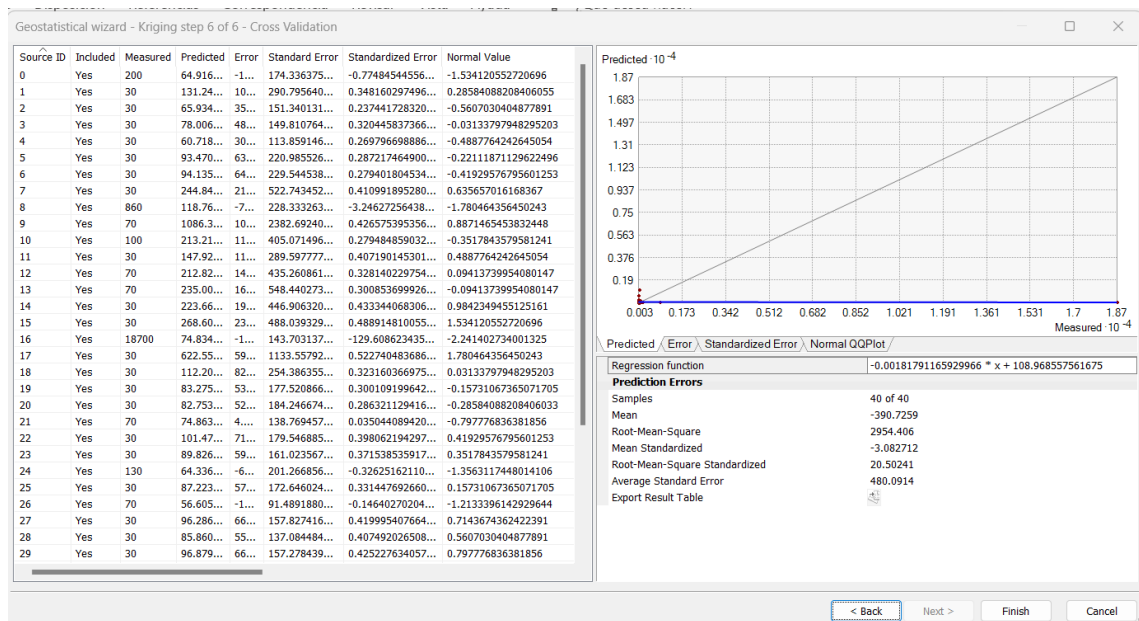 Geostatistical wizard - Kriging step 6 of 6 - Cross Validation
Source ID Included Measured Predicted Error Standard Error Standardized Error Normal Value
0 Yes 200 64.916... -1... 174.336375... -0.77484544556... -1.534120552720696
1 Yes 30 131.24... 10... 290.795640... 0.348160297496... 0.28584088208406055
2 Yes 30 65.934... 35... 151.340131... 0.237441728320... -0.5607030404877891
3 Yes 30 78.006... 48... 149.810764... 0.320445837366... -0.03133797948295203
4 Yes 30 60.718... 30... 113.859146... 0.269796698886... -0.4887764242645054
5 Yes 30 93.470... 63... 220.985526... 0.287217464900... -0.22111871129622496
6 Yes 30 94.135... 64... 229.544538... 0.279401804534... -0.41929576795601253
7 Yes 30 244.84... 21... 522.743452... 0.410991895280... 0.635657016168367
8 Yes 860 118.76... -7... 228.333263... -3.24627256438... -1.780464356450243
9 Yes 70 1086.3... 10... 2382.69240... 0.426575395356... 0.8871465453832448
10 Yes 100 213.21... 11... 405.071496... 0.279484859032... -0.3517843579581241
11 Yes 30 147.92... 11... 289.597777... 0.407190145301... 0.4887764242645054
12 Yes 70 212.82... 14... 435.260861... 0.328140229754... 0.09413739954080147
13 Yes 70 235.00... 16... 548.440273... 0.300853699926... -0.09413739954080147
14 Yes 30 223.66... 19... 446.906320... 0.433344068306... 0.9842349455125161
15 Yes 30 268.60... 23... 488.039329... 0.488914810055... 1.534120552720696
16 Yes 18700 74.834... -1... 143.703137... -129.608623435... -2.241402734001325
17 Yes 30 622.55... 59... 1133.55792... 0.522740483686... 1.780464356450243
18 Yes 30 112.20... 82... 254.386355... 0.323160366975... 0.03133797948295203
19 Yes 30 83.275... 53... 177.520866... 0.300109199642... -0.15731067365071705
20 Yes 30 82.753... 52... 184.246674... 0.286321129416... -0.28584088208406033
21 Yes 70 74.863... 4.... 138.769457... 0.035044089420... -0.797776836381856
22 Yes 30 101.47... 71... 179.546885... 0.398062194297... 0.41929576795601253
23 Yes 30 89.826... 59... 161.023567... 0.371538535917... 0.3517843579581241
24 Yes 130 64.336... -6... 201.266856... -0.32625162110... -1.3563117448014106
25 Yes 30 87.223... 57... 172.646024... 0.331447692660... 0.15731067365071705
26 Yes 70 56.605... -1... 91.4891880... -0.14640270204... -1.2133396142929644
27 Yes 30 96.286... 66... 157.827416... 0.419995407664... 0.7143674362422391
28 Yes 30 85.860... 55... 137.084484... 0.407492026508... 0.5607030404877891
29 Yes 30 96.879... 66... 157.278439... 0.425227634057... 0.797776836381856
Predicted ·10 -4
1.87
1.683
1.497
1.31
1.123
0.937
0.75
0.563
0.376
0.19
0.003 0.173 0.342 0.512 0.682 0.852 1.021 1.191 1.361 1.531 1.7 1.87
Measured ·10 -4
Predicted Error Standardized Error Normal QQPlot
Regression function -0.00181791165929966 * x + 108.968557561675
Prediction Errors
Samples 40 of 40
Mean -390.7259
Root-Mean-Square 2954.406
Mean Standardized -3.082712
Root-Mean-Square Standardized 20.50241
Average Standard Error 480.0914
Export Result Table
< Back Next > Finish Cancel